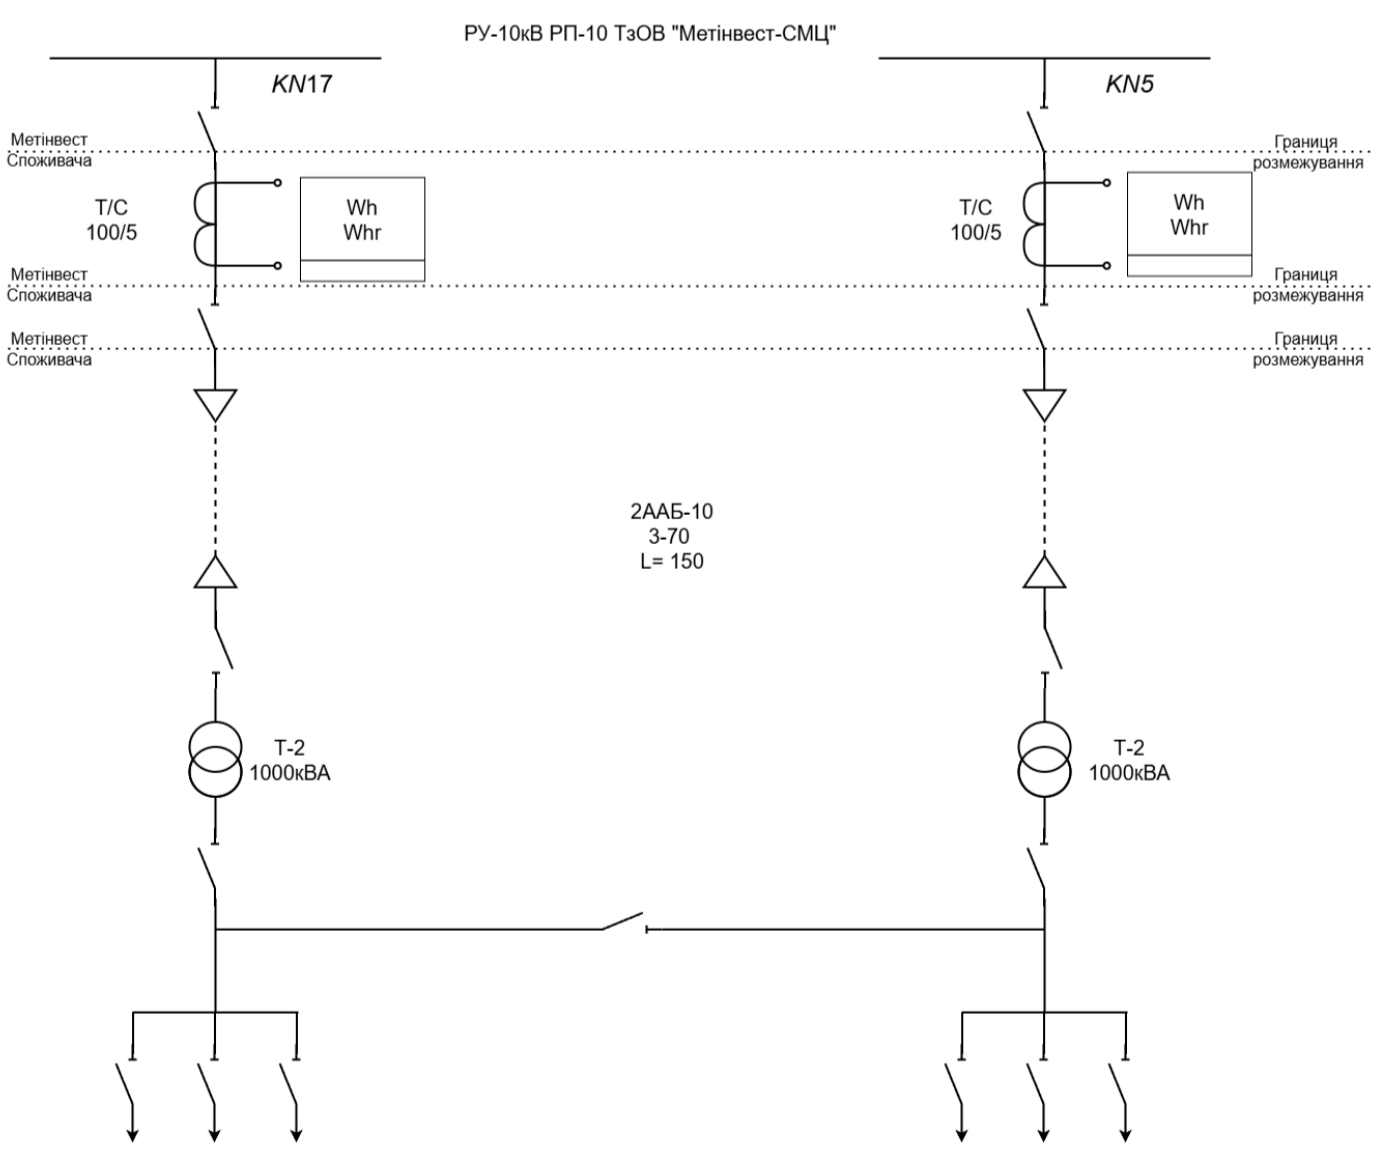 РУ-10кВ РП-10 ТзОВ "Метінвест-СМЦ"
KN17
KN5
Метінвест
Споживача
Границя
розмежування
Т/С
100/5
Wh
Whr
Т/С
100/5
Wh
Whr
Метінвест
Споживача
Границя
розмежування
Метінвест
Споживача
Границя
розмежування
2ААБ-10
3-70
L= 150
Т-2
1000кВА
Т-2
1000кВА